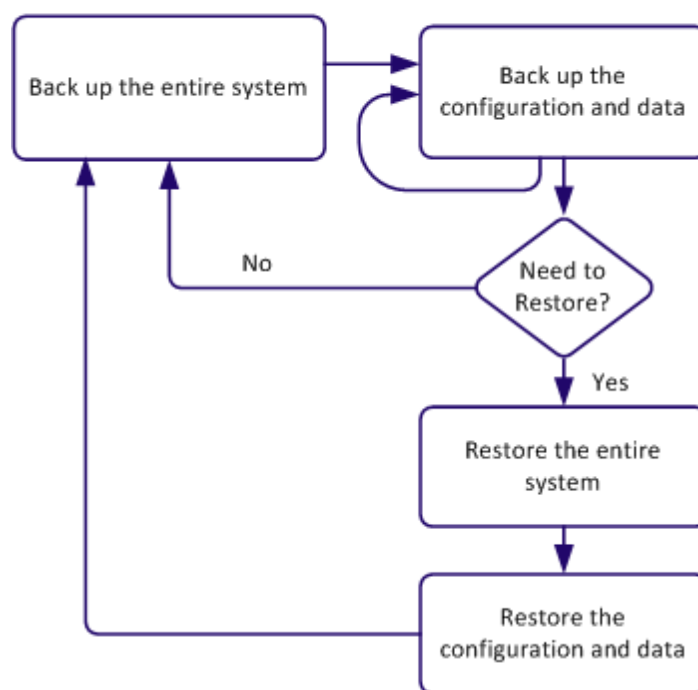 Back up the entire system
Back up the
configuration and data
No
Need to
Restore?
Yes
Restore the entire
system
Restore the
configuration and data